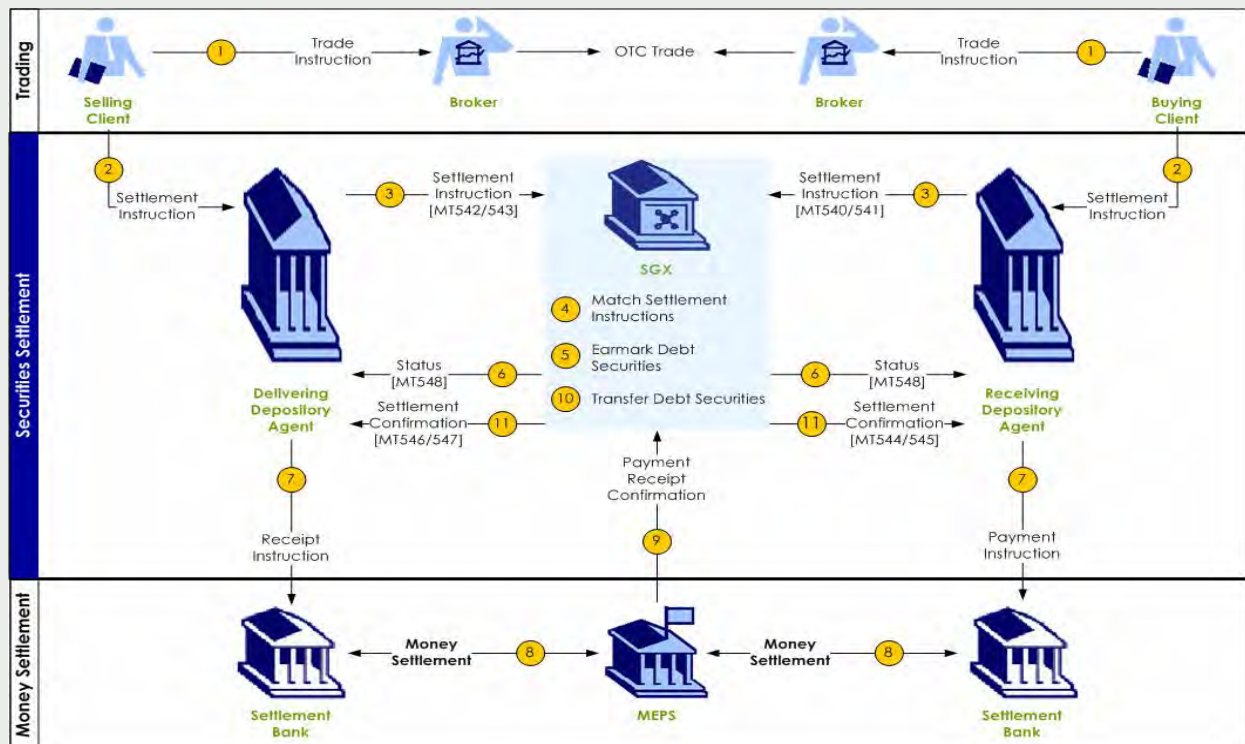 Trading
1
Trade
Instruction
OTC Trade
Trade
Instruction
1
Selling
Client
Broker
Broker
Buying
Client
Securities Settlement
2
Settlement
Instruction
3
Settlement
Instruction
[MT542/543]
SGX
Settlement
Instruction
[MT540/541]
3
2
Settlement
Instruction
4 Match Settlement
Instructions
5 Earmark Debt
Securities
10 Transfer Debt Securities
Delivering
Depository
Agent
Status
[MT548]
6
Settlement
Confirmation
[MT546/547]
11
6
Status
[MT548]
11
Settlement
Confirmation
[MT544/545]
Receiving
Depository
Agent
7
Receipt
Instruction
Payment
Receipt
Confirmation
9
7
Payment
Instruction
Money Settlement
Money
Settlement
8
Money
Settlement
8
Settlement
Bank
MEPS
Settlement
Bank